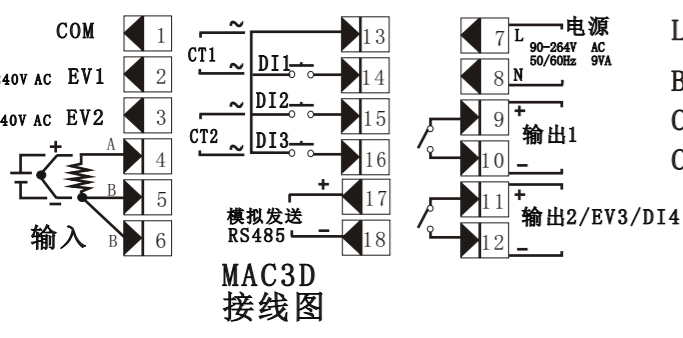 COM 1
240V AC EV1 2
40V AC EV2 3
+ A 4
B 5
− B 6
输入
~ 13
CT1
~ DI1 14
~ DI2 15
CT2
~ DI3 16
+ 17
模拟发送
RS485 − 18
MAC3D
接线图
7 L 电源
90-264V AC
50/60Hz 9VA
8 N
9 +
输出1
10 −
11 +
输出2/EV3/DI4
12 −
L